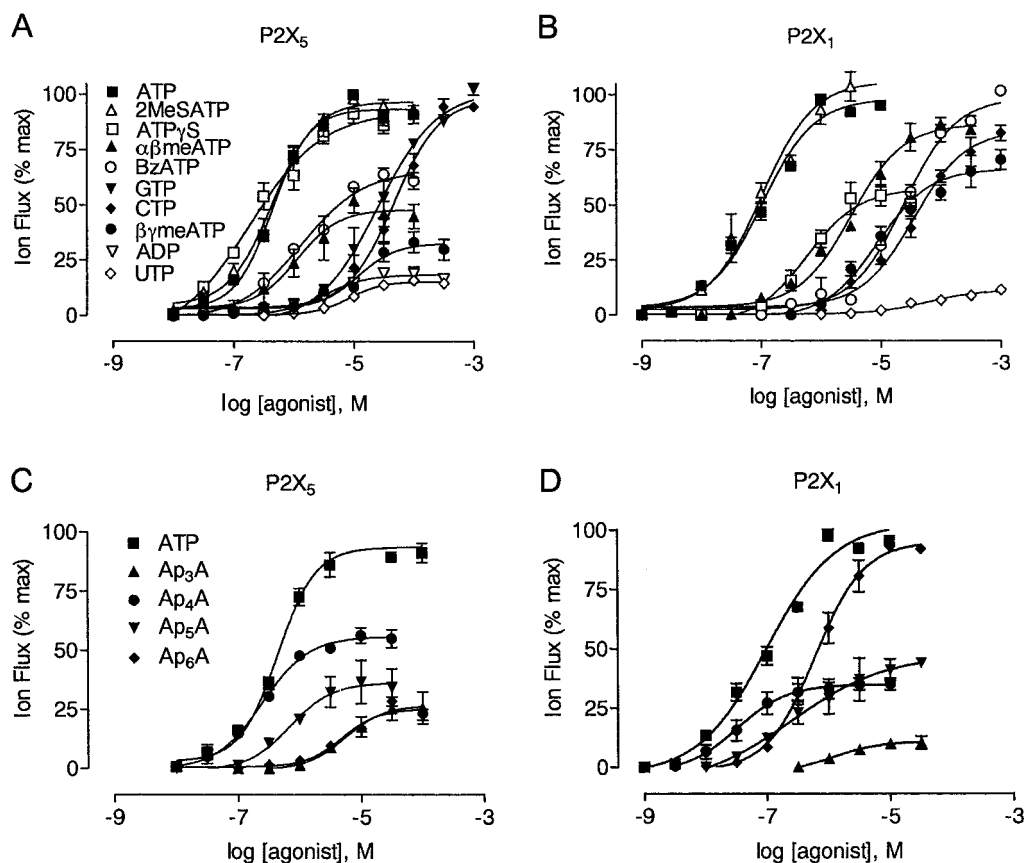 A
P2X₅
100
75
50
25
0
Ion Flux (% max)
ATP
2MeSATP
ATPγS
αβmeATP
BzATP
GTP
CTP
βγmeATP
ADP
UTP
-9
-7
-5
-3
log [agonist], M
B
P2X₁
100
75
50
25
0
Ion Flux (% max)
-9
-7
-5
-3
log [agonist], M
C
P2X₅
100
75
50
25
0
Ion Flux (% max)
ATP
Ap₃A
Ap₄A
Ap₅A
Ap₆A
-9
-7
-5
-3
log [agonist], M
D
P2X₁
100
75
50
25
0
Ion Flux (% max)
-9
-7
-5
-3
log [agonist], M